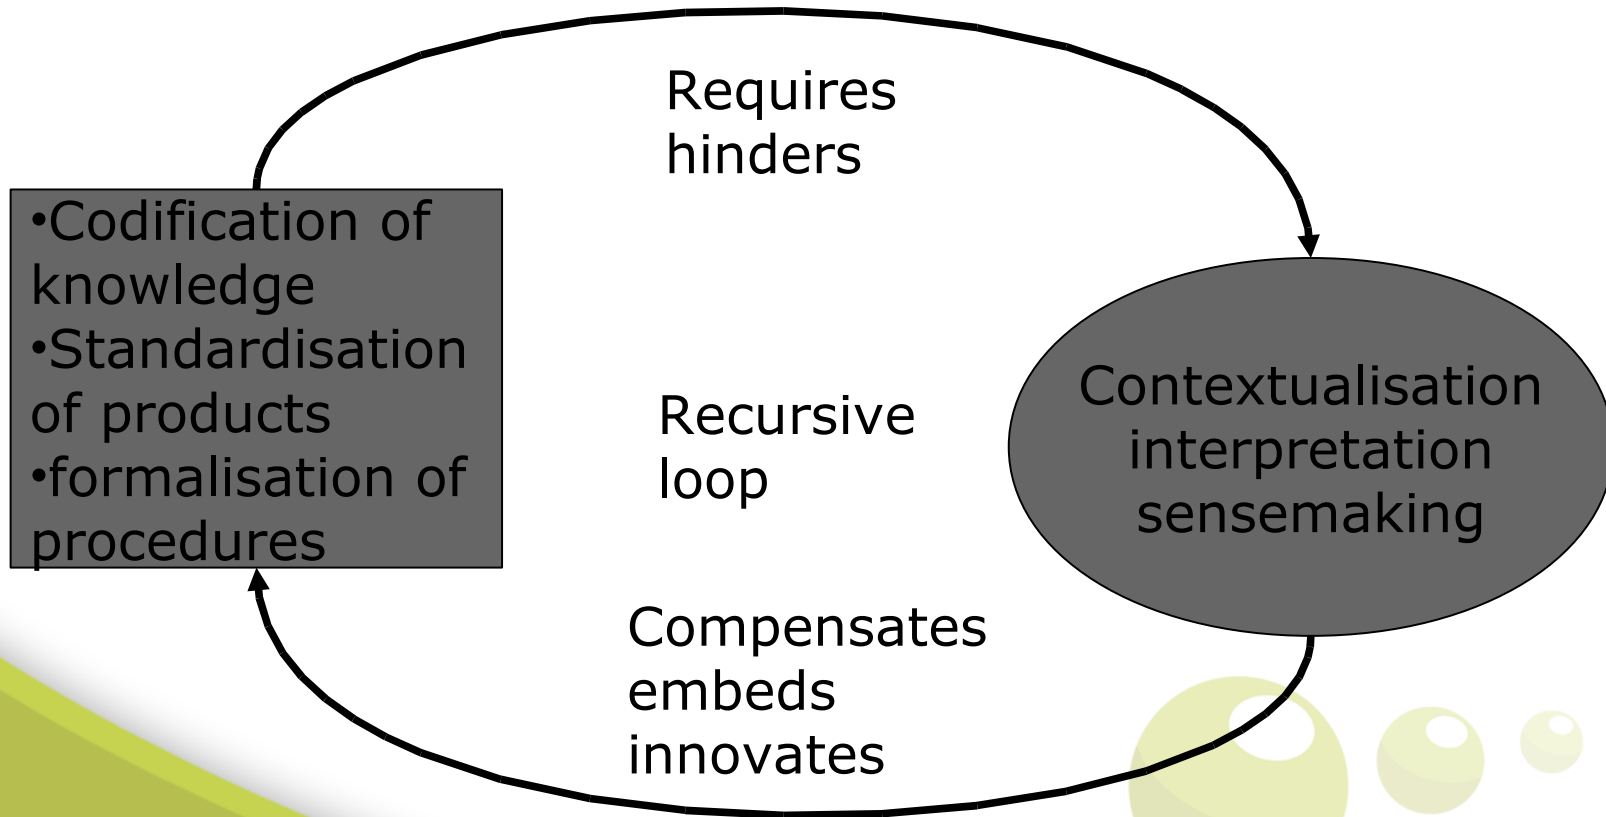 Requires
hinders
•Codification of
knowledge
•Standardisation
of products
•formalisation of
procedures
Recursive
loop
Contextualisation
interpretation
sensemaking
Compensates
embeds
innovates